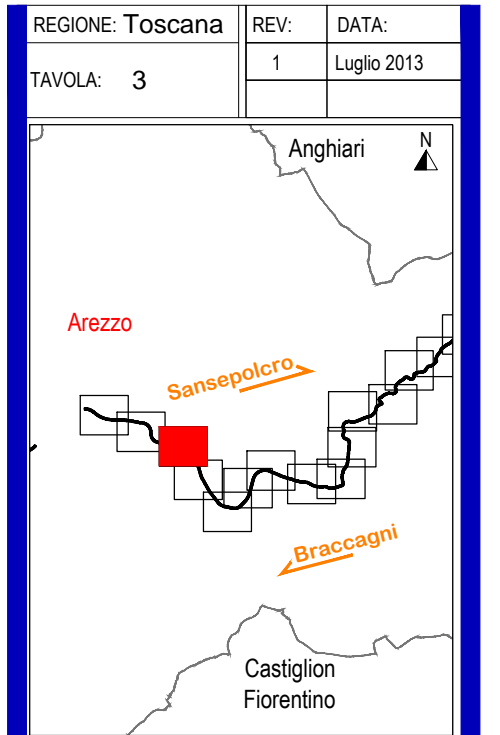 REGIONE: Toscana
REV:
DATA:
TAVOLA: 3
1
Luglio 2013
Anghiari
N
Arezzo
Sansepolcro
Braccagni
Castiglion
Fiorentino